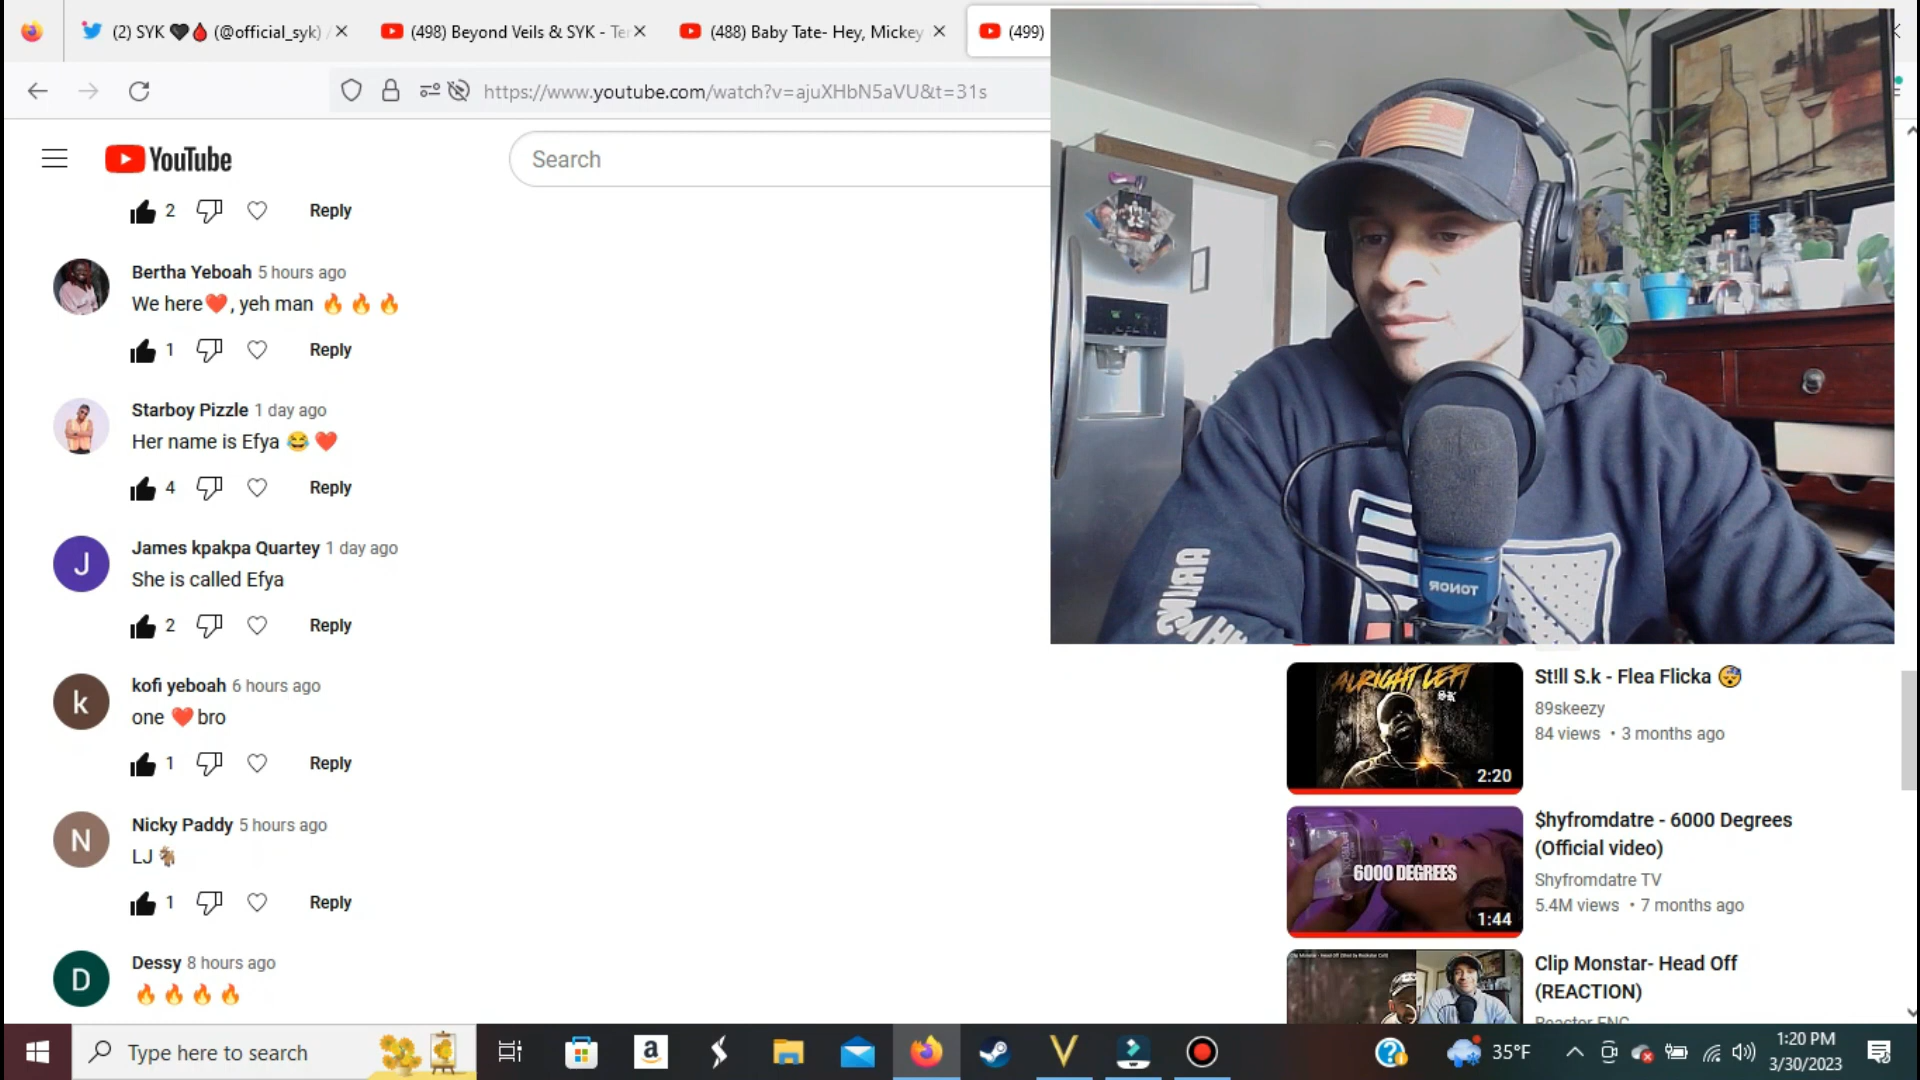 (2) SYK 🖤🩸 (@official_syk) /
(498) Beyond Veils & SYK - Te
(488) Baby Tate- Hey, Mickey
(499)
https://www.youtube.com/watch?v=ajuXHbN5aVU&t=31s
YouTube
Search
2 Reply
Bertha Yeboah 5 hours ago
We here❤️, yeh man 🔥 🔥 🔥
1 Reply
Starboy Pizzle 1 day ago
Her name is Efya 😂 ❤️
4 Reply
James kpakpa Quartey 1 day ago
She is called Efya
2 Reply
kofi yeboah 6 hours ago
one ❤️ bro
1 Reply
Nicky Paddy 5 hours ago
LJ 🐐
1 Reply
Dessy 8 hours ago
🔥 🔥 🔥 🔥
J
k
N
D
TONOR
ALRIGHT LEFT
SK
2:20
St!ll S.k - Flea Flicka 😴
89skeezy
84 views • 3 months ago
6000 DEGREES
1:44
$hyfromdatre - 6000 Degrees
(Official video)
Shyfromdatre TV
5.4M views • 7 months ago
Clip Monstar- Head Off
(REACTION)
Reactor ENC
Type here to search
35°F
1:20 PM
3/30/2023